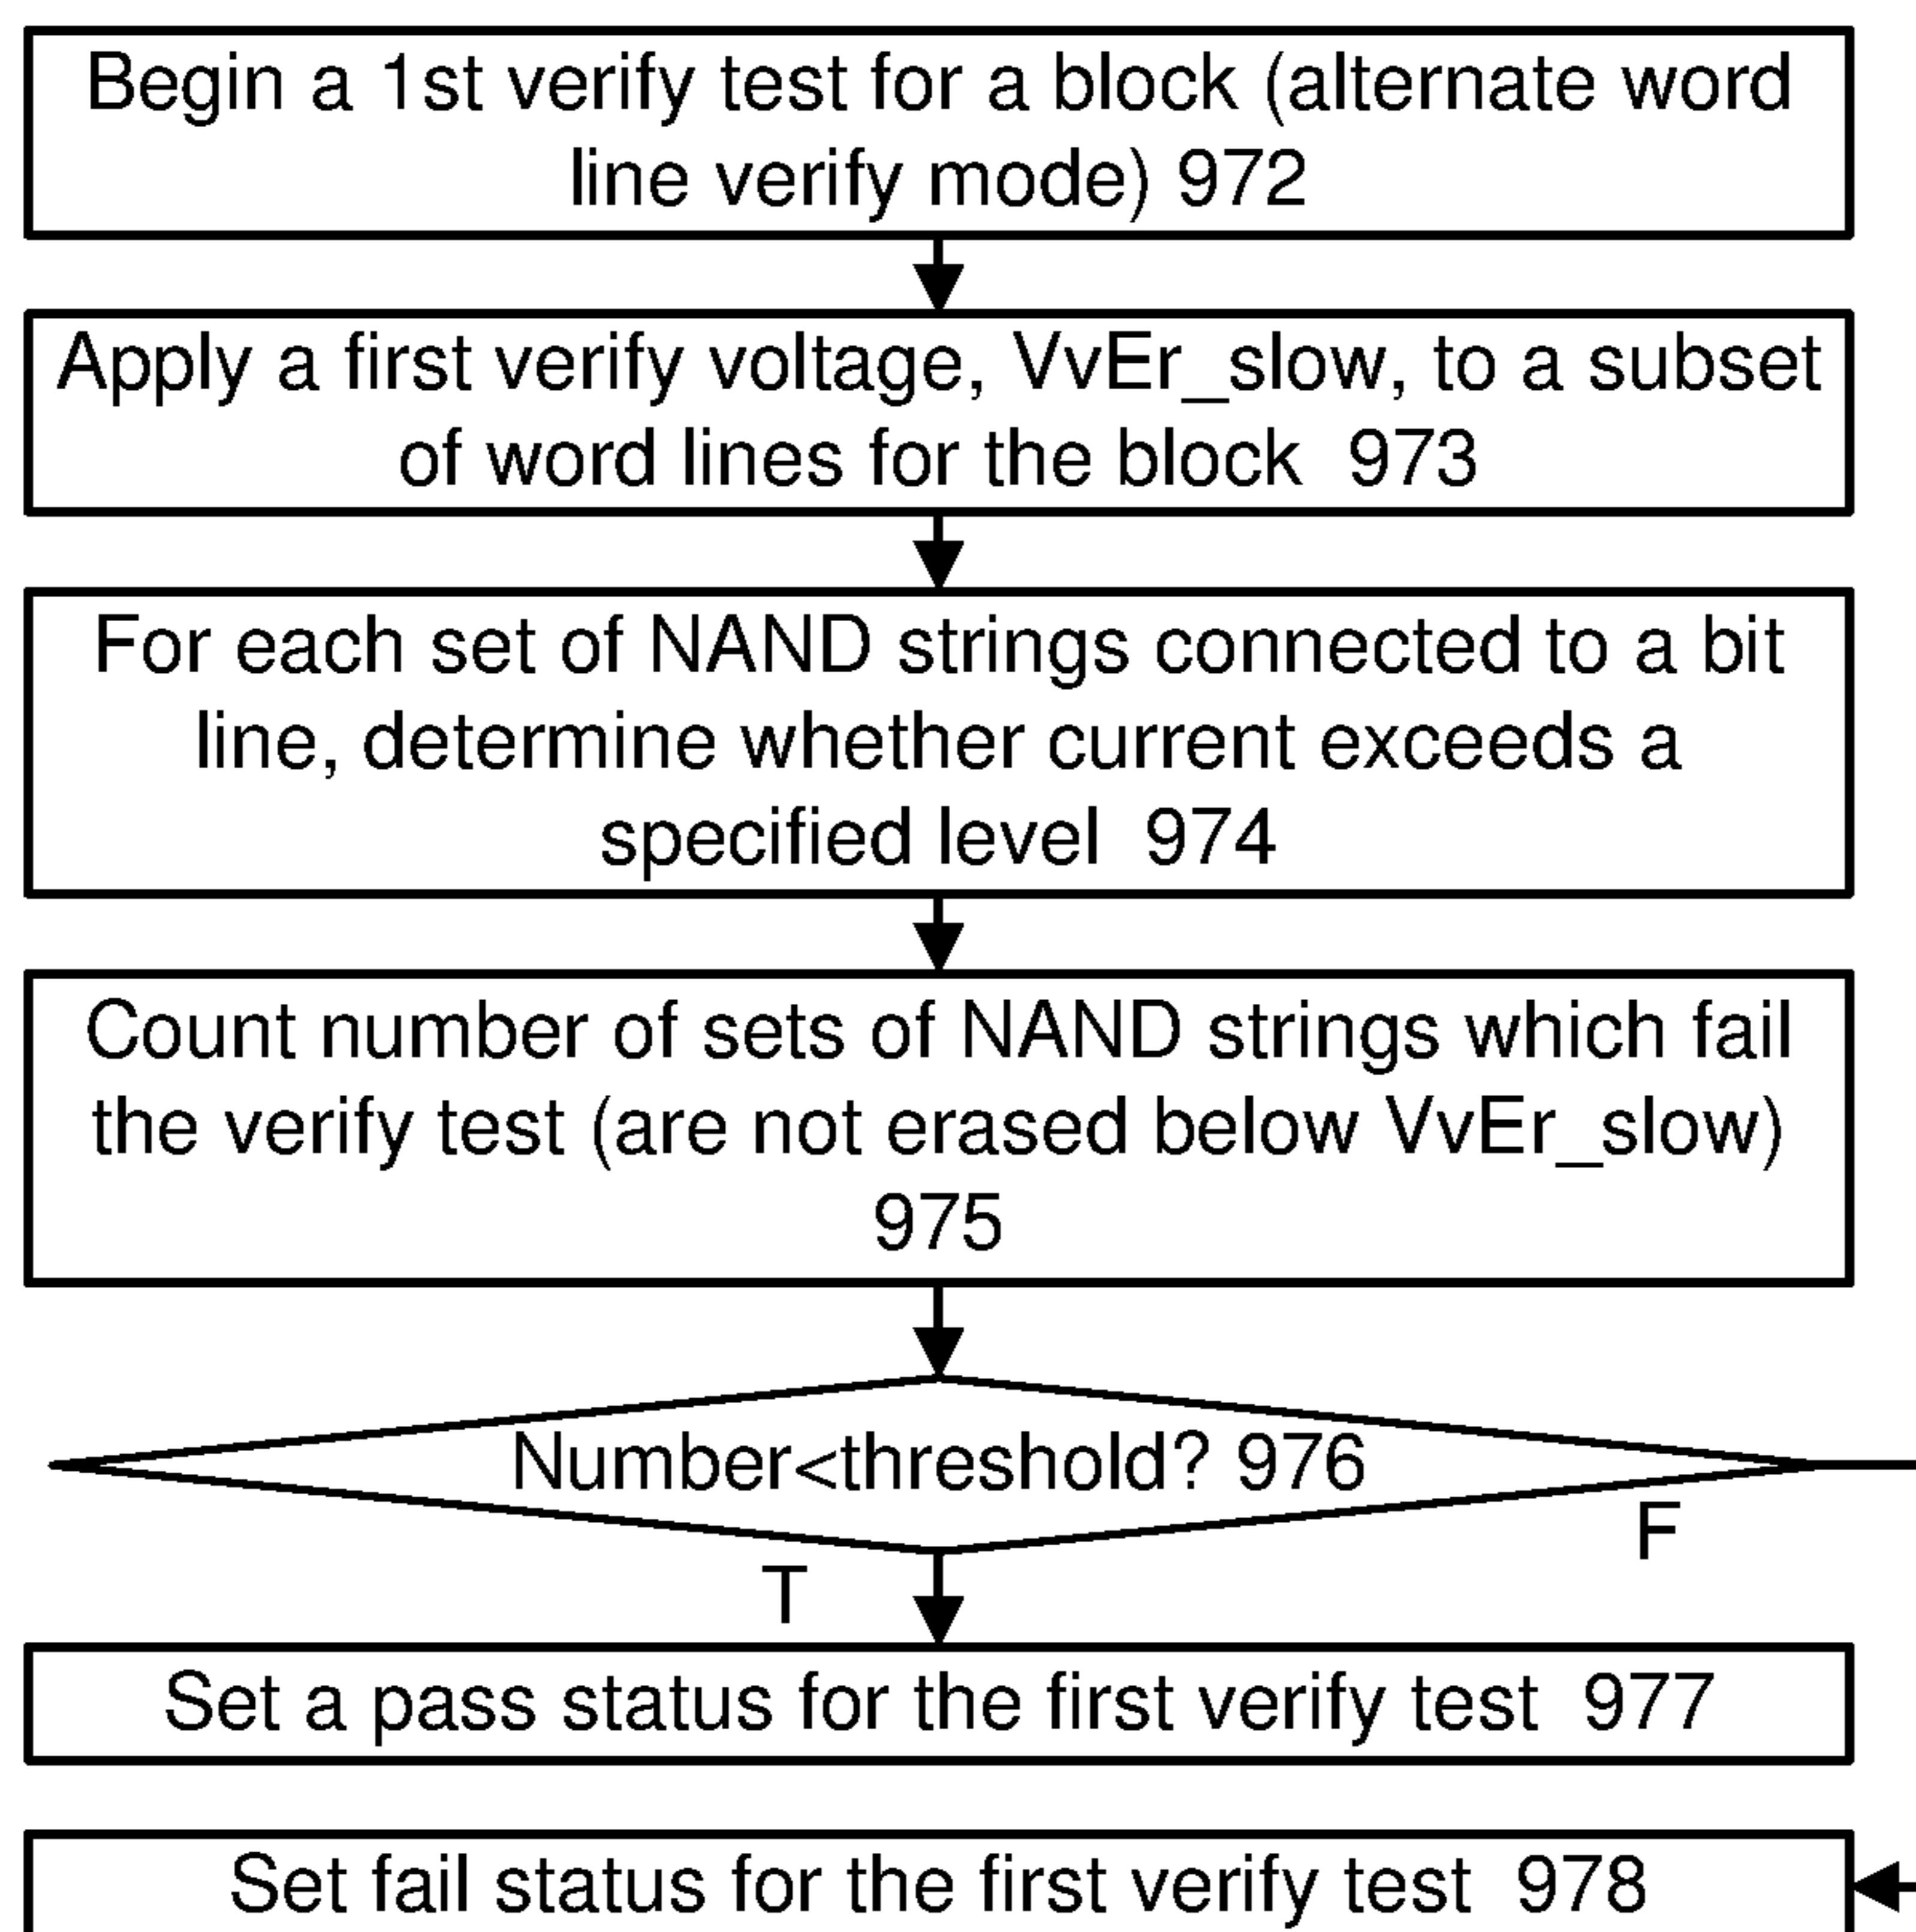 Begin a 1st verify test for a block (alternate word
line verify mode) 972
Apply a first verify voltage, VvEr_slow, to a subset
of word lines for the block 973
For each set of NAND strings connected to a bit
line, determine whether current exceeds a
specified level 974
Count number of sets of NAND strings which fail
the verify test (are not erased below VvEr_slow)
975
Number<threshold? 976
F
T
Set a pass status for the first verify test 977
Set fail status for the first verify test 978